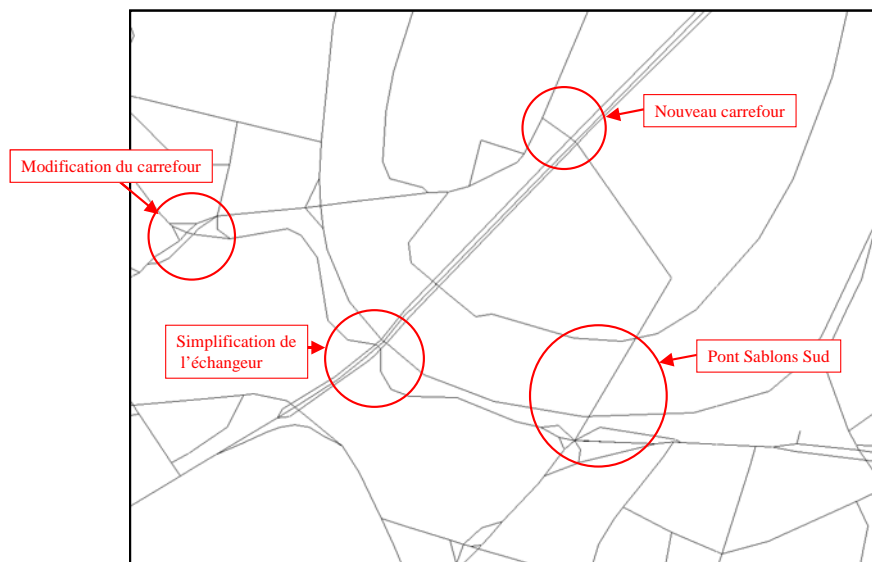 Nouveau carrefour
Modification du carrefour
Simplification de
l’échangeur
Pont Sablons Sud